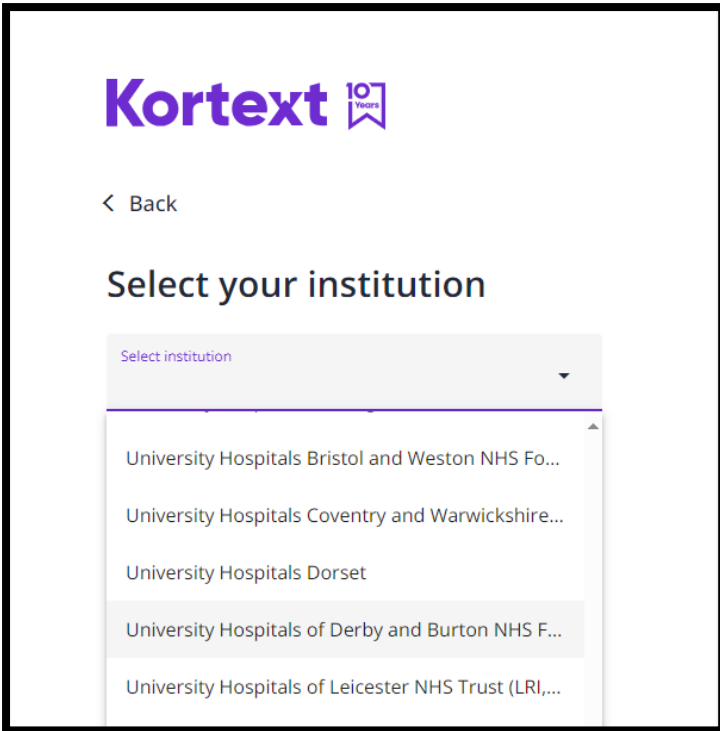 Kortext 10 Years
Back
Select your institution
Select institution
University Hospitals Bristol and Weston NHS Fo...
University Hospitals Coventry and Warwickshire...
University Hospitals Dorset
University Hospitals of Derby and Burton NHS F...
University Hospitals of Leicester NHS Trust (LRI,...